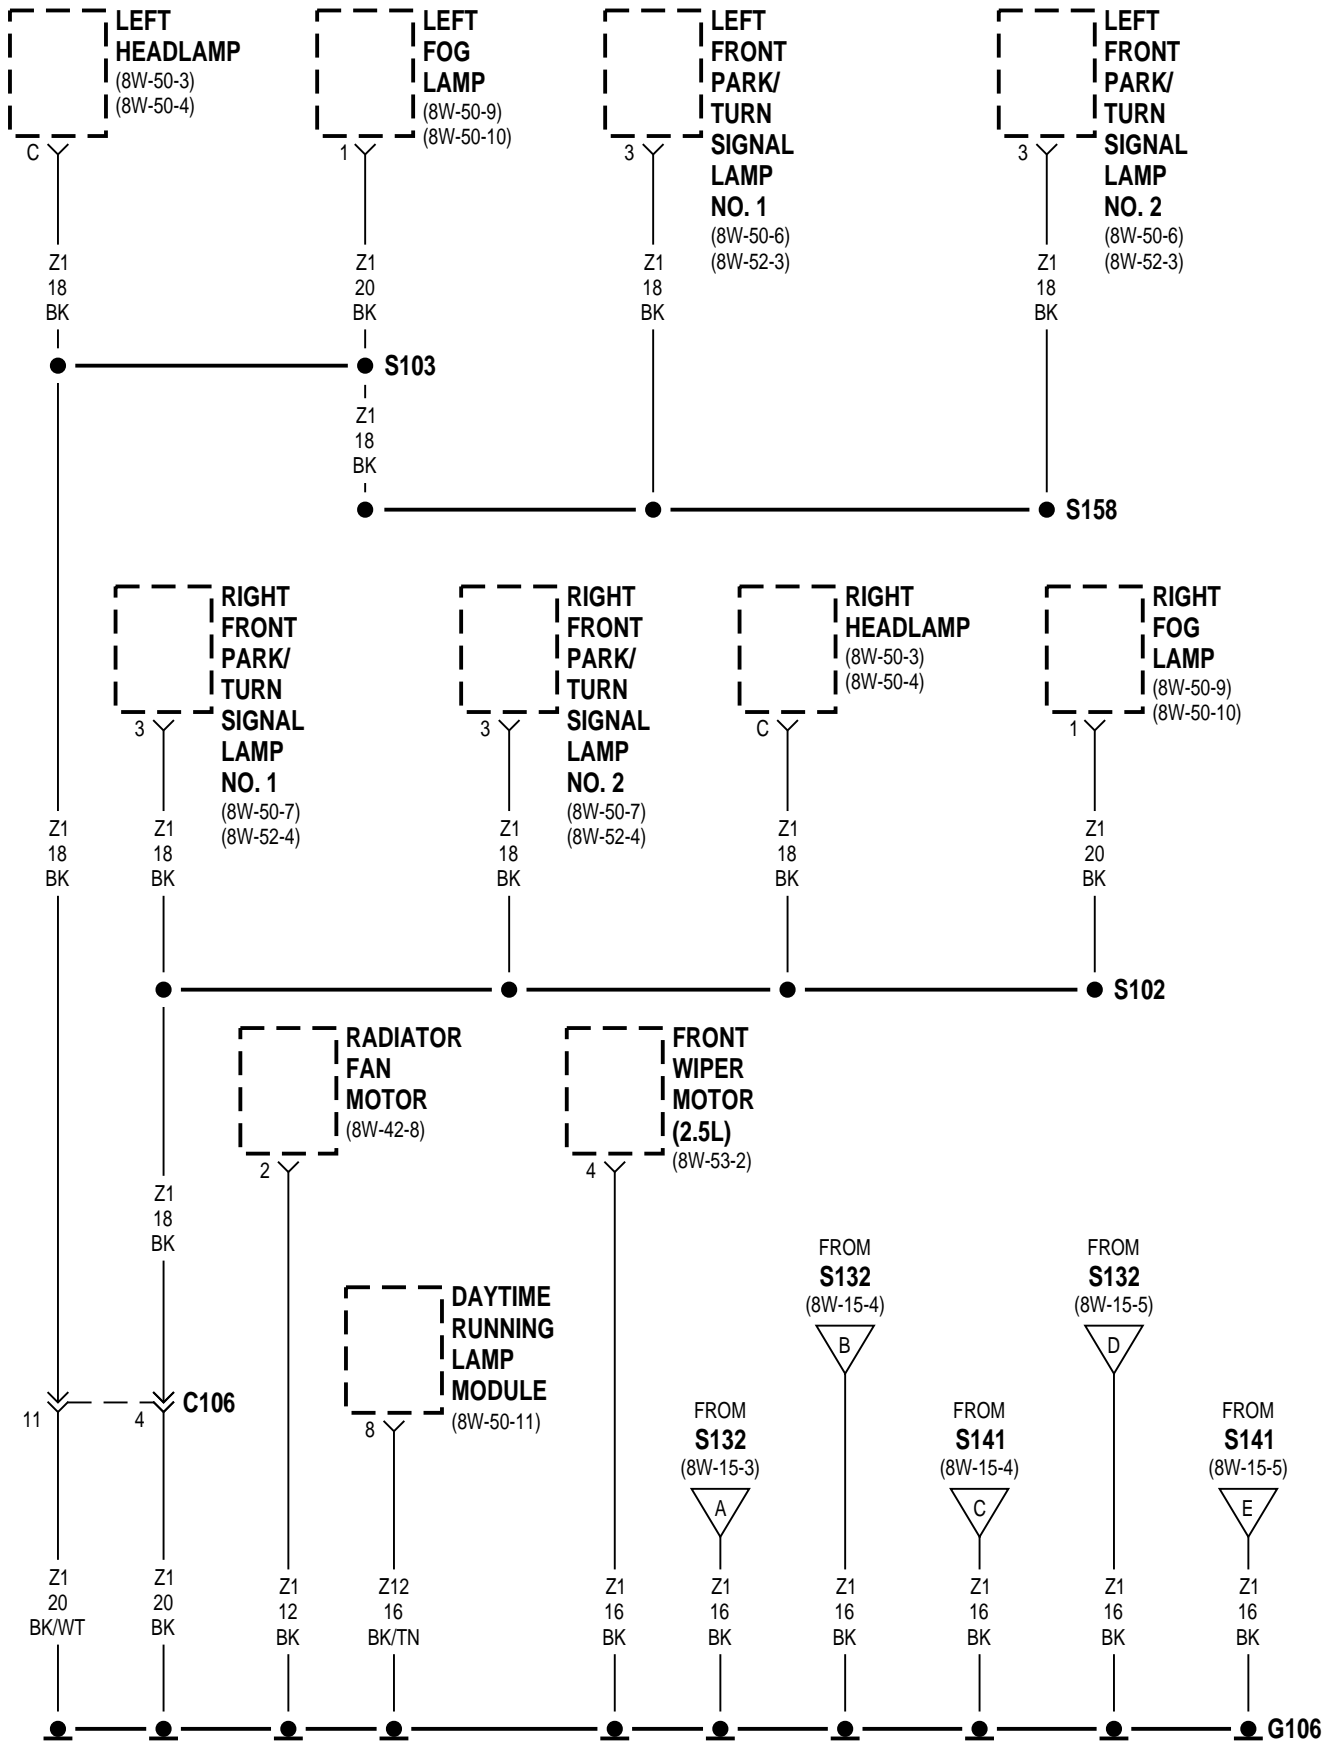 LEFT
HEADLAMP
(8W-50-3)
(8W-50-4)
C
LEFT
FOG
LAMP
(8W-50-9)
(8W-50-10)
1
LEFT
FRONT
PARK/
TURN
SIGNAL
LAMP
NO. 1
(8W-50-6)
(8W-52-3)
3
LEFT
FRONT
PARK/
TURN
SIGNAL
LAMP
NO. 2
(8W-50-6)
(8W-52-3)
3
Z1
18
BK
Z1
20
BK
Z1
18
BK
Z1
18
BK
S103
Z1
18
BK
S158
RIGHT
FRONT
PARK/
TURN
SIGNAL
LAMP
NO. 1
(8W-50-7)
(8W-52-4)
3
RIGHT
FRONT
PARK/
TURN
SIGNAL
LAMP
NO. 2
(8W-50-7)
(8W-52-4)
3
RIGHT
HEADLAMP
(8W-50-3)
(8W-50-4)
C
RIGHT
FOG
LAMP
(8W-50-9)
(8W-50-10)
1
Z1
18
BK
Z1
18
BK
Z1
18
BK
Z1
18
BK
Z1
20
BK
S102
RADIATOR
FAN
MOTOR
(8W-42-8)
2
FRONT
WIPER
MOTOR
(2.5L)
(8W-53-2)
4
Z1
18
BK
DAYTIME
RUNNING
LAMP
MODULE
(8W-50-11)
8
FROM
S132
(8W-15-4)
B
FROM
S132
(8W-15-5)
D
11
4
C106
FROM
S132
(8W-15-3)
A
FROM
S141
(8W-15-4)
C
FROM
S141
(8W-15-5)
E
Z1
20
BK/WT
Z1
20
BK
Z1
12
BK
Z12
16
BK/TN
Z1
16
BK
Z1
16
BK
Z1
16
BK
Z1
16
BK
Z1
16
BK
Z1
16
BK
G106